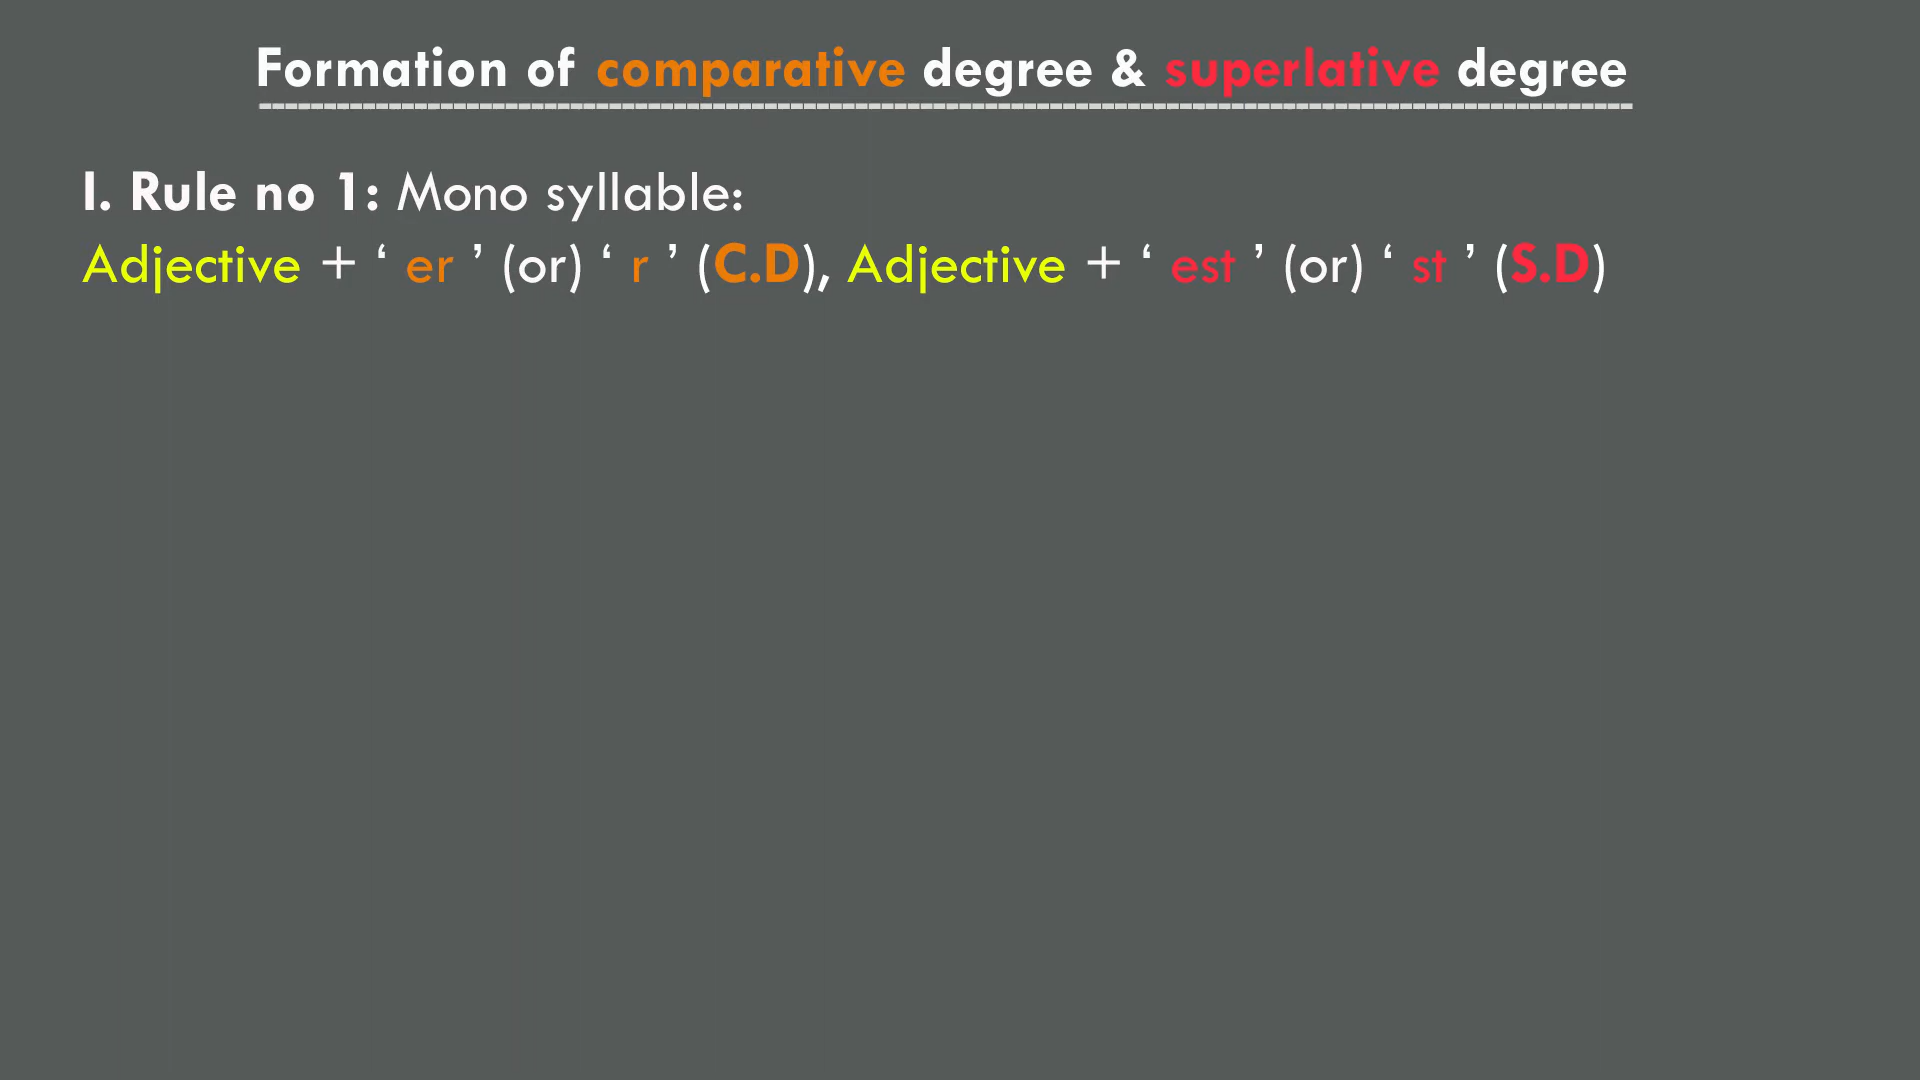 Formation of comparative degree & superlative degree
I. Rule no 1: Mono syllable:
Adjective + ‘ er ’ (or) ‘ r ’ (C.D), Adjective + ‘ est ’ (or) ‘ st ’ (S.D)